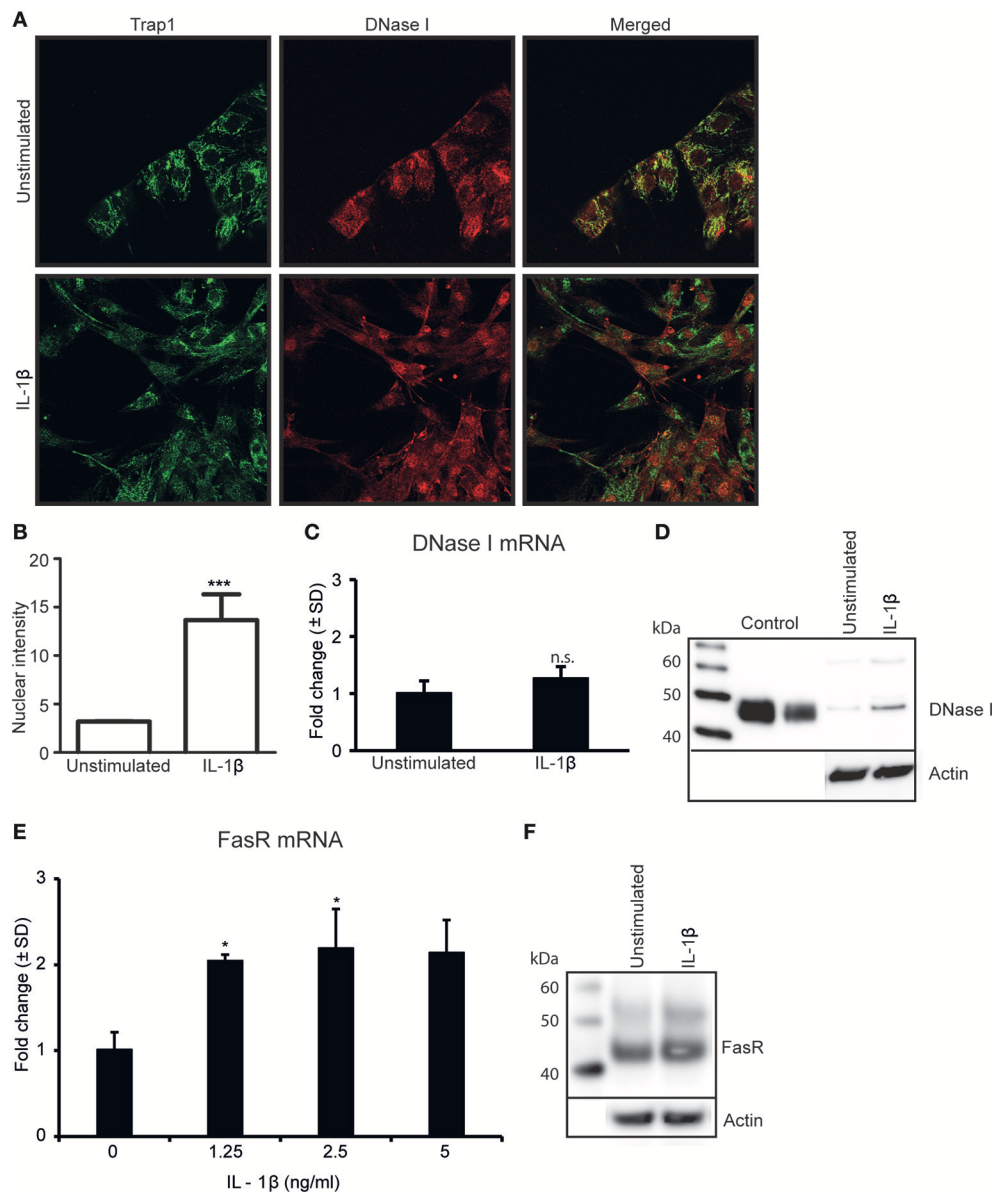 A
Trap1
DNase I
Merged
Unstimulated
IL-1β
B
20
15
10
5
0
Nuclear intensity
***
Unstimulated
IL-1β
C
DNase I mRNA
3
2
1
0
Fold change (± SD)
n.s.
Unstimulated
IL-1β
D
Unstimulated
IL-1β
kDa
Control
60
50
40
DNase I
Actin
E
FasR mRNA
3
2
1
0
Fold change (± SD)
*
*
0
1.25
2.5
5
IL - 1β (ng/ml)
F
Unstimulated
IL-1β
kDa
60
50
40
FasR
Actin